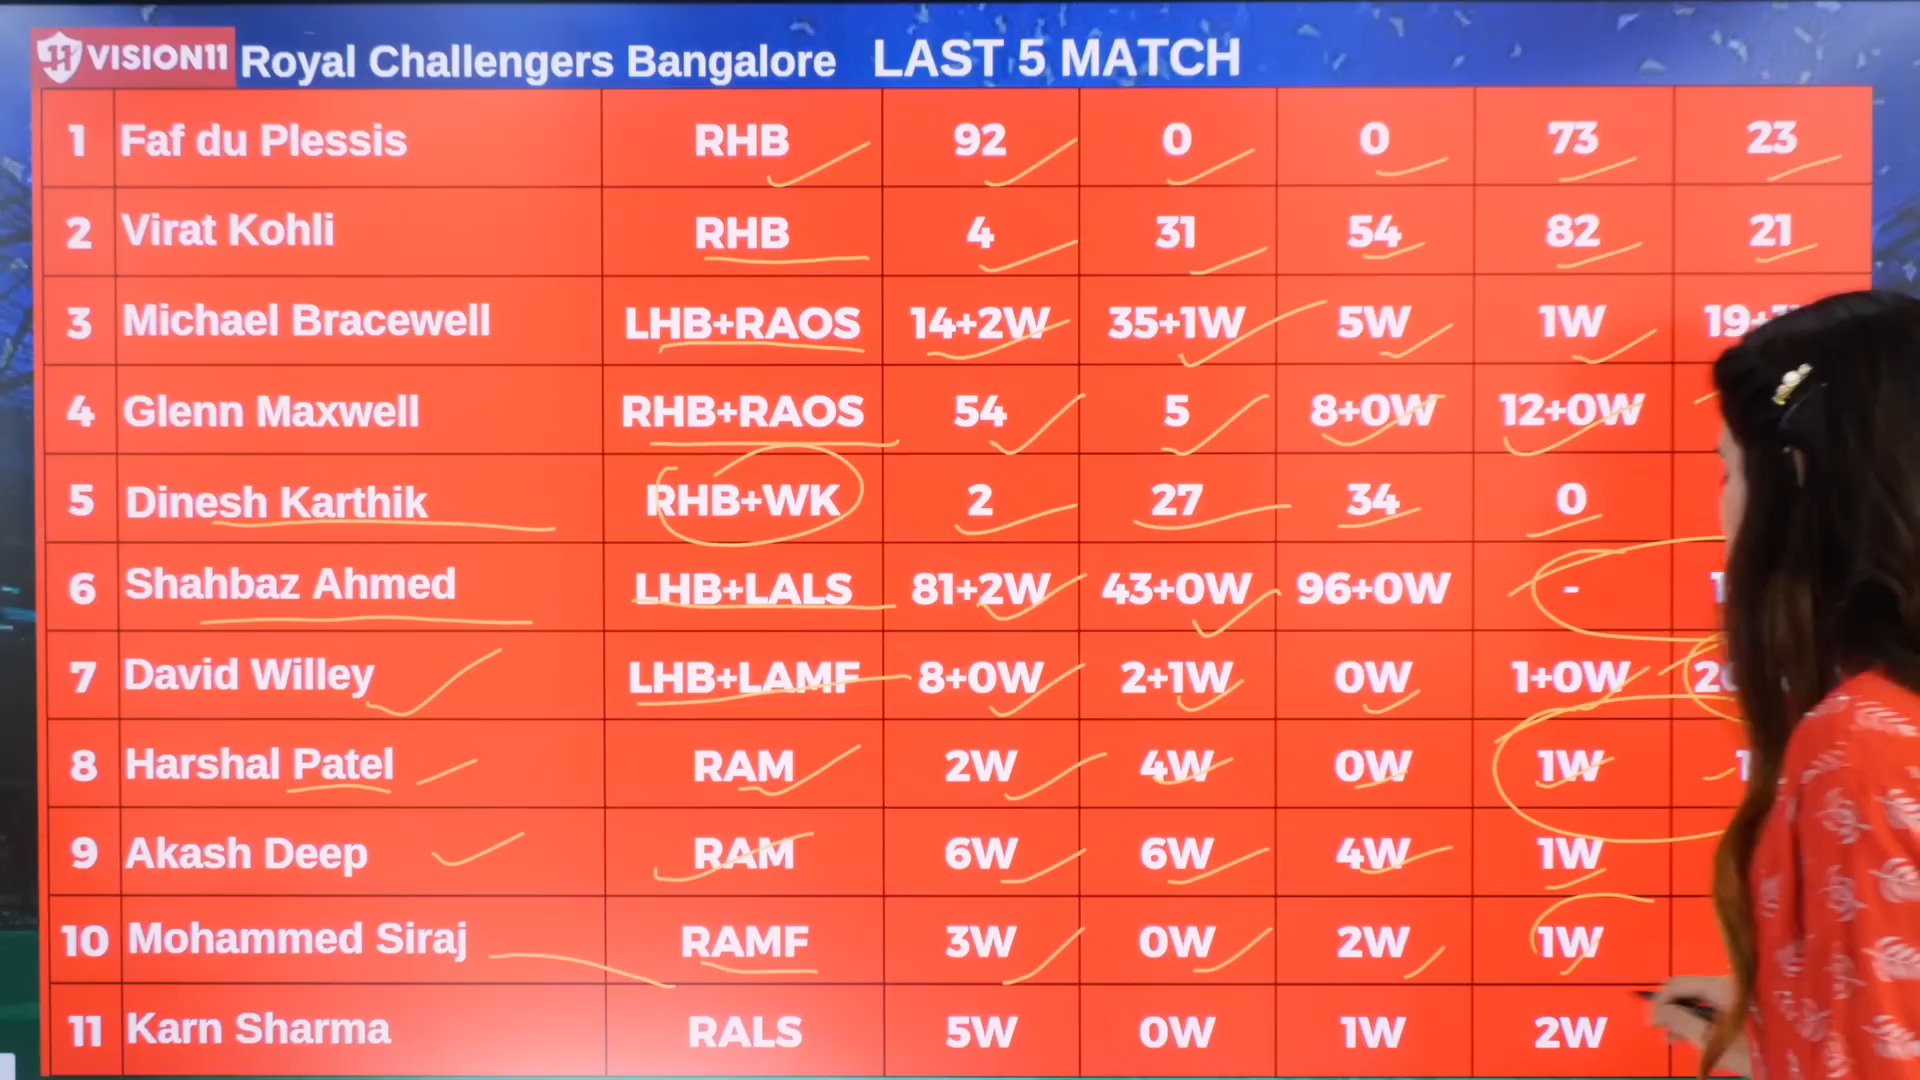 VISION11 Royal Challengers Bangalore LAST 5 MATCH
1 Faf du Plessis RHB 92 0 0 73 23
2 Virat Kohli RHB 4 31 54 82 21
3 Michael Bracewell LHB+RAOS 14+2W 35+1W 5W 1W
4 Glenn Maxwell RHB+RAOS 54 5 8+0W 12+0W
5 Dinesh Karthik RHB+WK 2 27 34 0
6 Shahbaz Ahmed LHB+LALS 81+2W 43+0W 96+0W -
7 David Willey LHB+LAMF 8+0W 2+1W 0W 1+0W
8 Harshal Patel RAM 2W 4W 0W 1W
9 Akash Deep RAM 6W 6W 4W 1W
10 Mohammed Siraj RAMF 3W 0W 2W 1W
11 Karn Sharma RALS 5W 0W 1W 2W